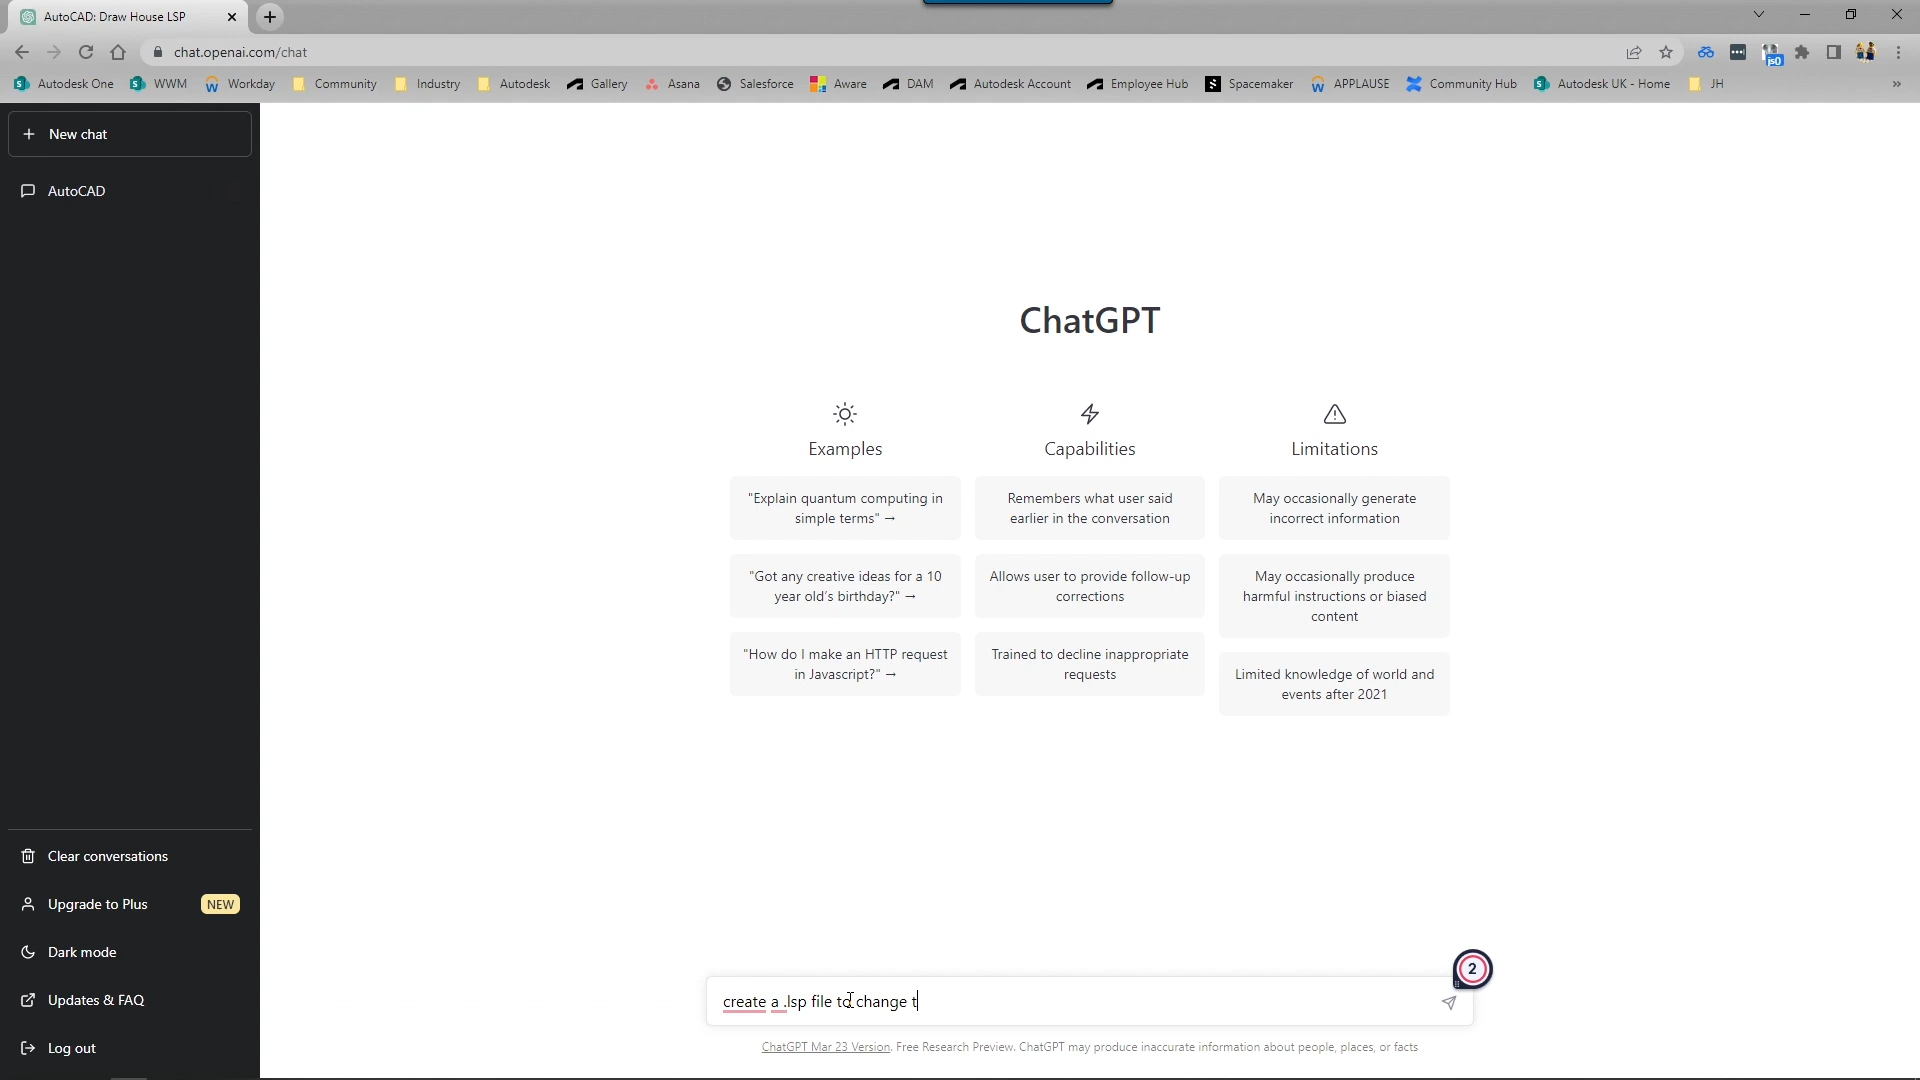 AutoCAD: Draw House LSP
chat.openai.com/chat
js0
Autodesk One
WWM
Workday
Community
Industry
Autodesk
Gallery
Asana
Salesforce
Aware
DAM
Autodesk Account
Employee Hub
Spacemaker
APPLAUSE
Community Hub
Autodesk UK - Home
JH
»
+ New chat
AutoCAD
ChatGPT
Examples
Capabilities
Limitations
"Explain quantum computing in
simple terms" →
Remembers what user said
earlier in the conversation
May occasionally generate
incorrect information
"Got any creative ideas for a 10
year old's birthday?" →
Allows user to provide follow-up
corrections
May occasionally produce
harmful instructions or biased
content
"How do I make an HTTP request
in Javascript?" →
Trained to decline inappropriate
requests
Limited knowledge of world and
events after 2021
Clear conversations
Upgrade to Plus
NEW
Dark mode
Updates & FAQ
Log out
2
create a .lsp file to change t
ChatGPT Mar 23 Version. Free Research Preview. ChatGPT may produce inaccurate information about people, places, or facts